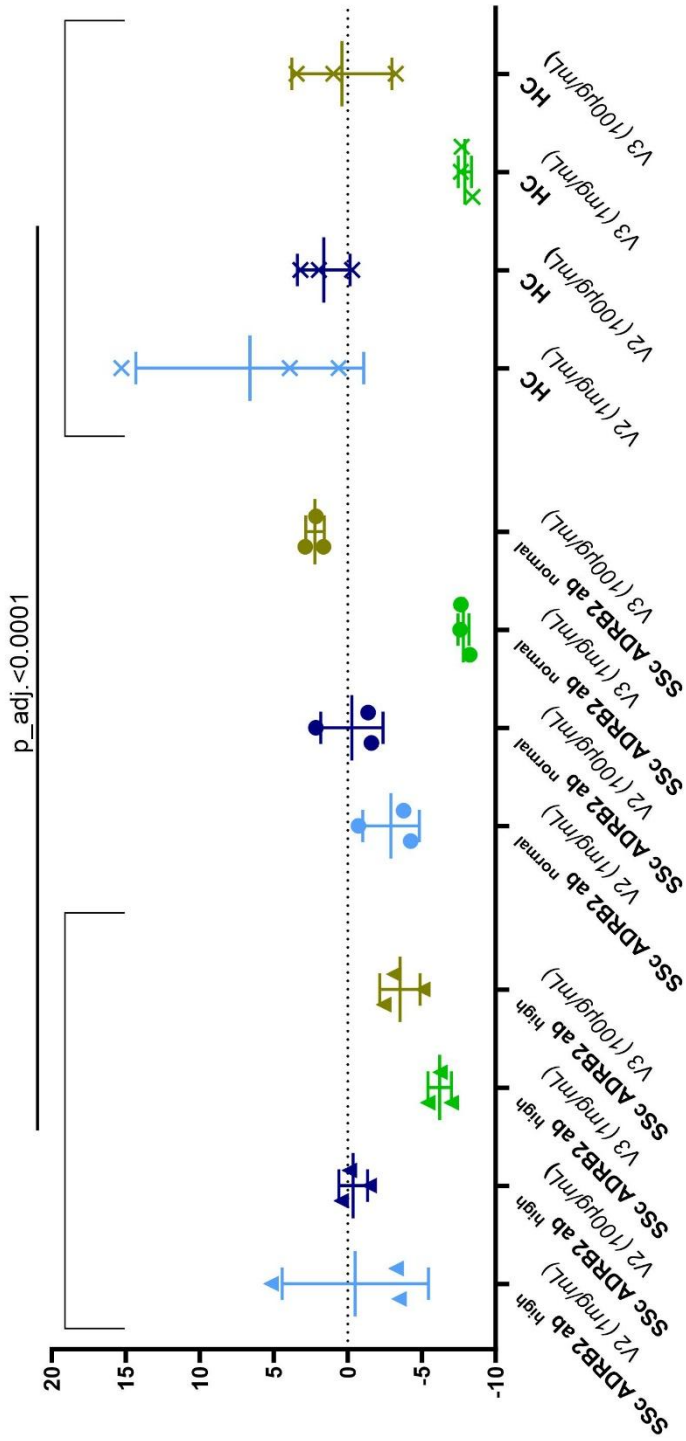 p_adj.<0.0001
20
15
10
5
0
-5
-10
SSc ADRB2 ab high
V2 (1mg/mL)
SSc ADRB2 ab high
V2 (100µg/mL)
SSc ADRB2 ab high
V3 (1mg/mL)
SSc ADRB2 ab high
V3 (100µg/mL)
SSc ADRB2 ab normal
V2 (1mg/mL)
SSc ADRB2 ab normal
V2 (100µg/mL)
SSc ADRB2 ab normal
V3 (1mg/mL)
SSc ADRB2 ab normal
V3 (100µg/mL)
HC
V2 (1mg/mL)
HC
V2 (100µg/mL)
HC
V3 (1mg/mL)
HC
V3 (100µg/mL)